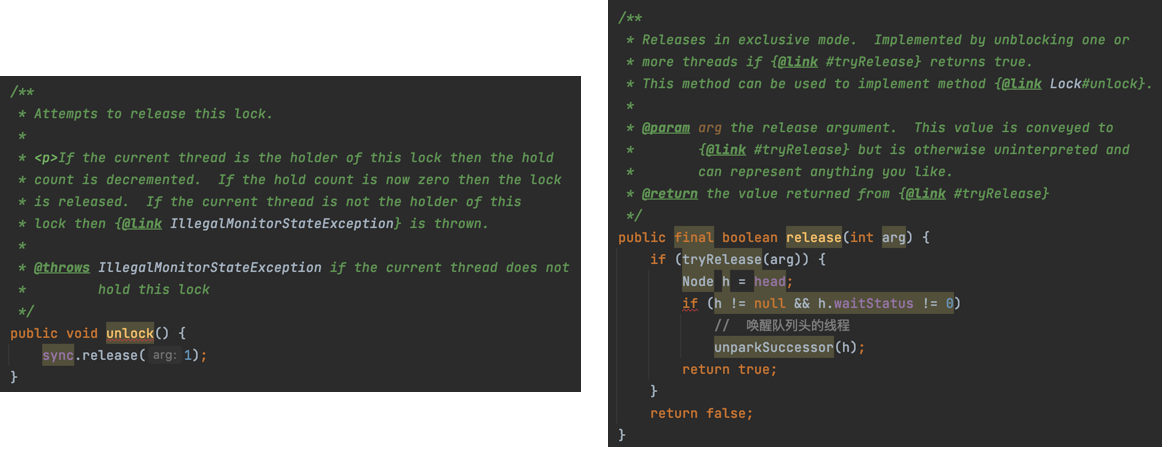 /**
 * Attempts to release this lock.
 *
 * <p>If the current thread is the holder of this lock then the hold
 * count is decremented.  If the hold count is now zero then the lock
 * is released.  If the current thread is not the holder of this
 * lock then {@link IllegalMonitorStateException} is thrown.
 *
 * @throws IllegalMonitorStateException if the current thread does not
 *         hold this lock
 */
public void unlock() {
    sync.release( arg: 1);
}
/**
 * Releases in exclusive mode.  Implemented by unblocking one or
 * more threads if {@link #tryRelease} returns true.
 * This method can be used to implement method {@link Lock#unlock}.
 *
 * @param arg the release argument.  This value is conveyed to
 *        {@link #tryRelease} but is otherwise uninterpreted and
 *        can represent anything you like.
 * @return the value returned from {@link #tryRelease}
 */
public final boolean release(int arg) {
    if (tryRelease(arg)) {
        Node h = head;
        if (h != null && h.waitStatus != 0)
            //  唤醒队列头的线程
            unparkSuccessor(h);
        return true;
    }
    return false;
}